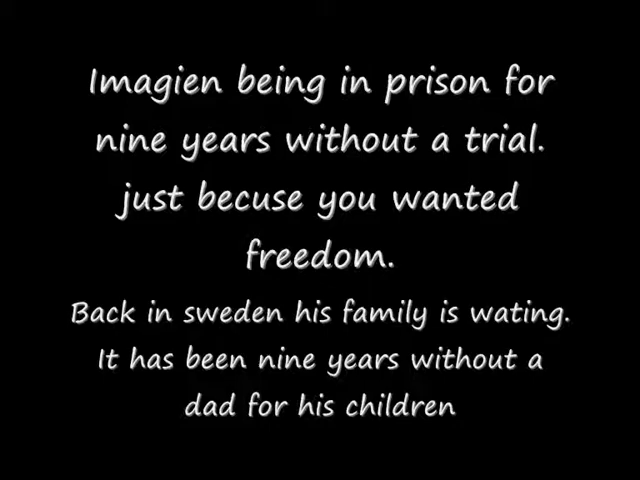 Imagien being in prison for
nine years without a trial.
just becuse you wanted
freedom.
Back in sweden his family is wating.
It has been nine years without a
dad for his children